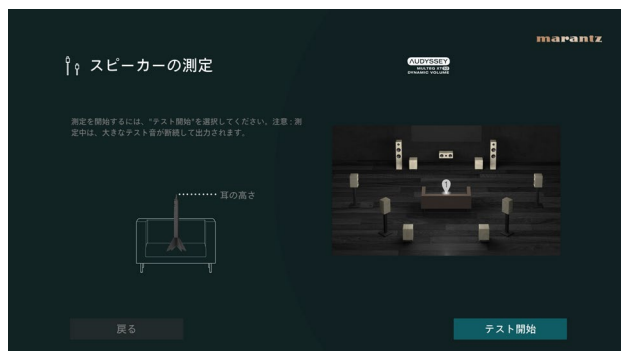 marantz
スピーカーの測定
AUDYSSEY
MULTEQ XT32
DYNAMIC VOLUME
測定を開始するには、"テスト開始"を選択してください。注意：測
定中は、大きなテスト音が断続して出力されます。
耳の高さ
1
戻る
テスト開始